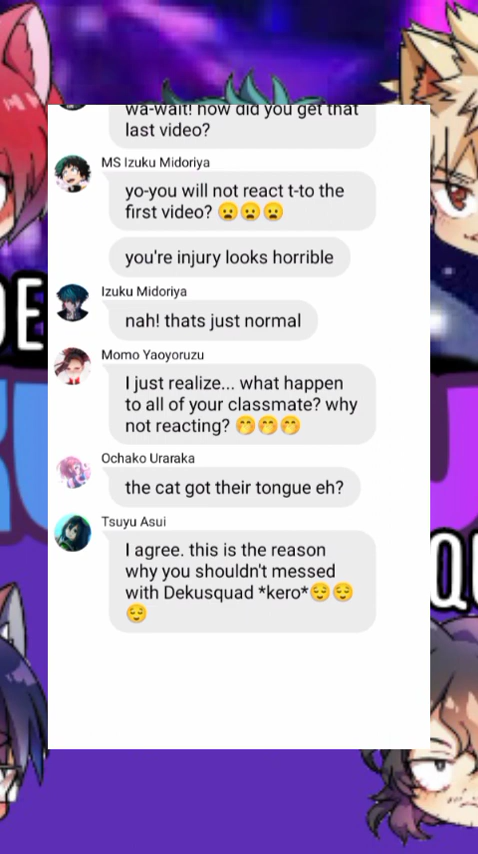 wa-wait! how did you get that
last video?
MS Izuku Midoriya
yo-you will not react t-to the
first video? 😦😦😦
you're injury looks horrible
Izuku Midoriya
nah! thats just normal
Momo Yaoyoruzu
I just realize... what happen
to all of your classmate? why
not reacting? 🤭🤭🤭
Ochako Uraraka
the cat got their tongue eh?
Tsuyu Asui
I agree. this is the reason
why you shouldn't messed
with Dekusquad *kero*😌😌
😌